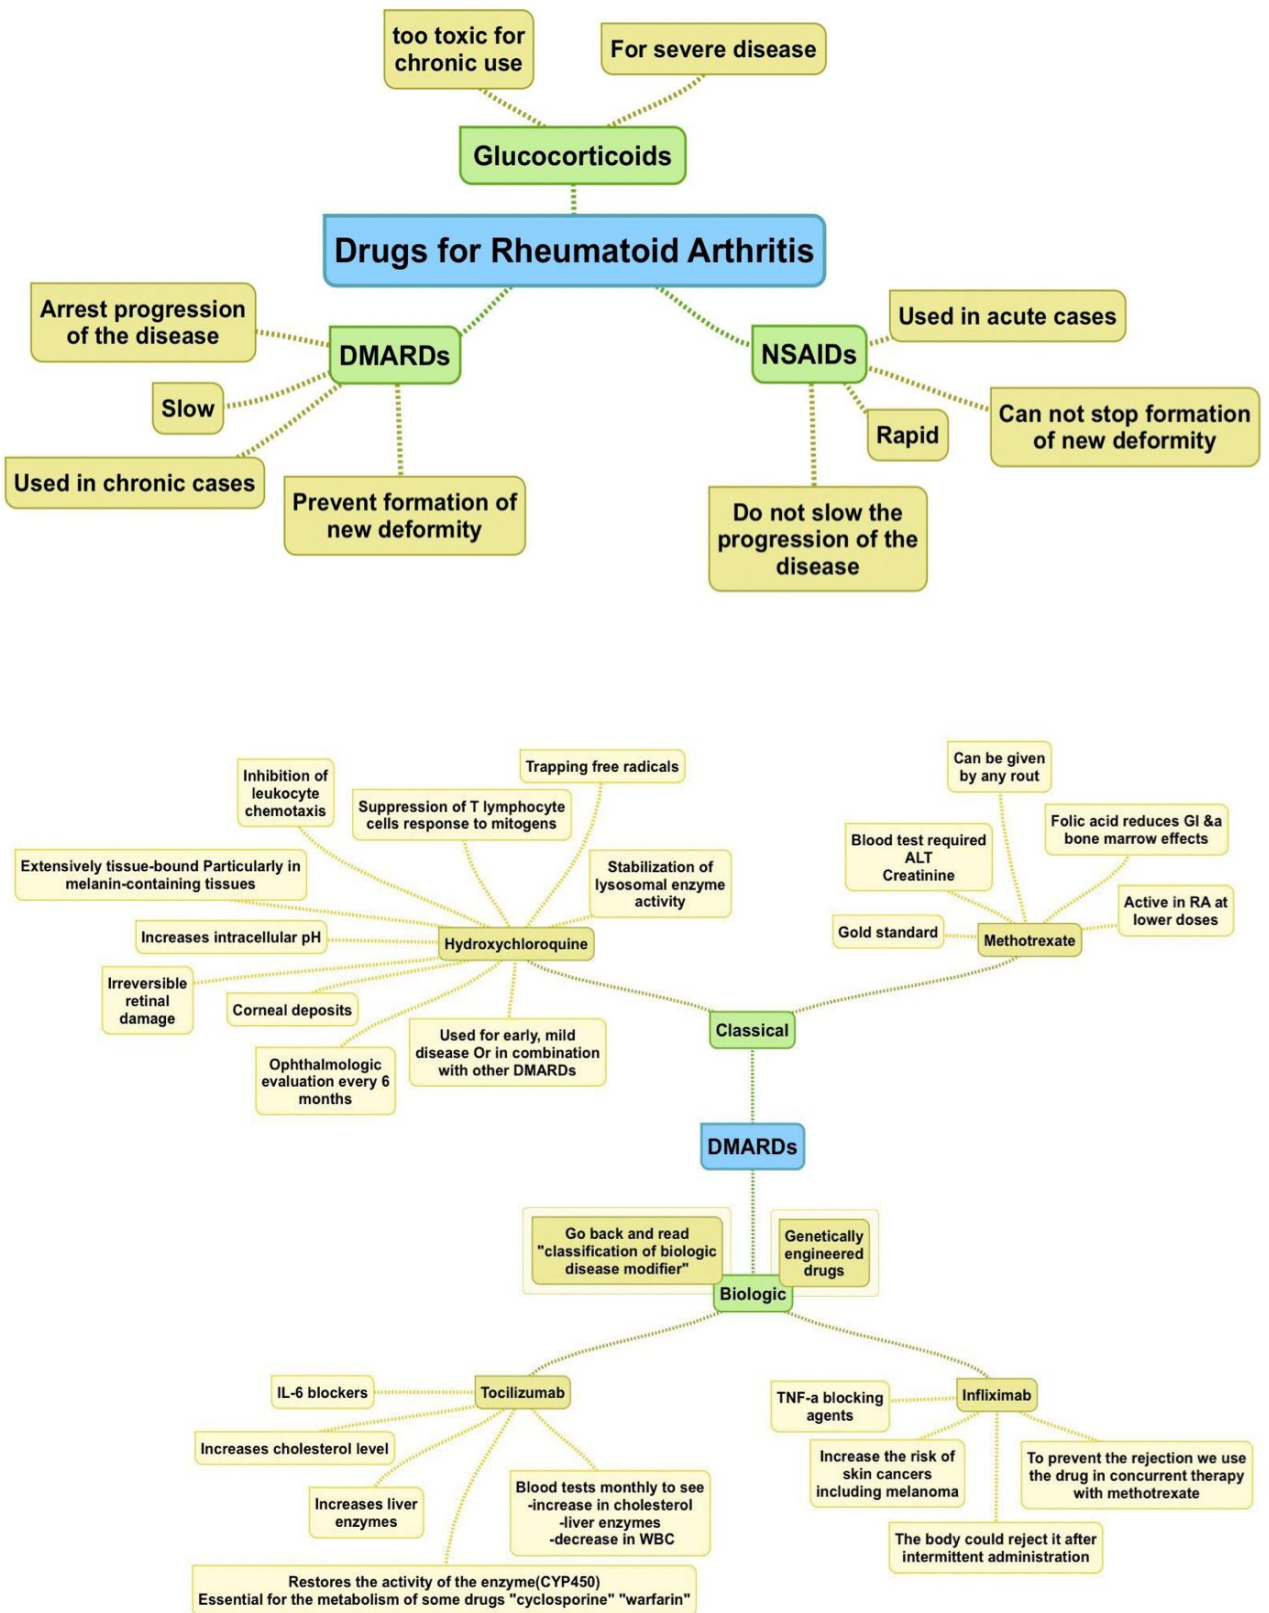 too toxic for
chronic use
For severe disease
Glucocorticoids
Drugs for Rheumatoid Arthritis
Arrest progression
of the disease
DMARDs
Slow
Used in chronic cases
Prevent formation of
new deformity
NSAIDs
Used in acute cases
Can not stop formation
of new deformity
Rapid
Do not slow the
progression of the
disease
Inhibition of
leukocyte
chemotaxis
Suppression of T lymphocyte
cells response to mitogens
Trapping free radicals
Extensively tissue-bound Particularly in
melanin-containing tissues
Stabilization of
lysosomal enzyme
activity
Increases intracellular pH
Hydroxychloroquine
Irreversible
retinal
damage
Corneal deposits
Ophthalmologic
evaluation every 6
months
Used for early, mild
disease Or in combination
with other DMARDs
Can be given
by any rout
Blood test required
ALT
Creatinine
Folic acid reduces GI &a
bone marrow effects
Gold standard
Methotrexate
Active in RA at
lower doses
Classical
DMARDs
Go back and read
"classification of biologic
disease modifier"
Genetically
engineered
drugs
Biologic
IL-6 blockers
Tocilizumab
Increases cholesterol level
Increases liver
enzymes
Blood tests monthly to see
-increase in cholesterol
-liver enzymes
-decrease in WBC
Restores the activity of the enzyme(CYP450)
Essential for the metabolism of some drugs "cyclosporine" "warfarin"
TNF-a blocking
agents
Infliximab
Increase the risk of
skin cancers
including melanoma
To prevent the rejection we use
the drug in concurrent therapy
with methotrexate
The body could reject it after
intermittent administration